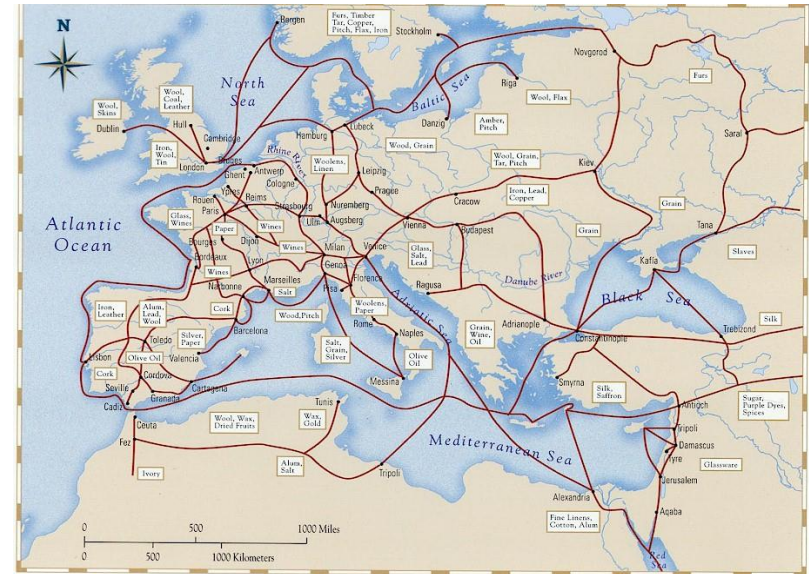 N
Bergen
Furs, Timber
Tar, Copper,
Pitch, Flax, Iron
Stockholm
Novgorod
North
Sea
Baltic Sea
Riga
Furs
Wool, Flax
Wool,
Coal,
Leather
Wool,
Skins
Dublin
Hull
Cambridge
Danzig
Amber,
Pitch
Saraî
Iron,
Wool,
Tin
London
Hamburg
Lübeck
Wood, Grain
Bruges
Ghent
Antwerp
Rhine River
Woolens,
Linen
Leipzig
Wool, Grain,
Tar, Pitch
Kiev
Ypres
Cologne
Prague
Cracow
Iron, Lead,
Copper
Rouen
Reims
Paris
Strasbourg
Nuremberg
Grain
Glass,
Wines
Ulm
Augsberg
Vienna
Tana
Atlantic
Ocean
Paper
Wines
Budapest
Grain
Bourges
Dijon
Wines
Milan
Venice
Glass,
Salt,
Lead
Slaves
Bordeaux
Lyon
Genoa
Kaffa
Wines
Narbonne
Marseilles
Pisa
Florence
Danube River
Black Sea
Salt
Ragusa
Iron,
Leather
Alum,
Lead,
Wool
Cork
Wood, Pitch
Woolens,
Paper
Adriatic Sea
Adrianople
Silk
Silver,
Paper
Barcelona
Rome
Naples
Grain,
Wine,
Oil
Constantinople
Trebizond
Toledo
Salt,
Grain,
Silver
Lisbon
Olive Oil
Valencia
Olive
Oil
Cork
Cordova
Messina
Smyrna
Silk,
Saffron
Seville
Granada
Cartagena
Sugar,
Purple Dyes,
Spices
Cadiz
Tunis
Antioch
Ceuta
Wool, Wax,
Dried Fruits
Wax,
Gold
Tripoli
Fez
Mediterranean Sea
Damascus
Tyre
Glassware
Ivory
Alum,
Salt
Tripoli
Jerusalem
Alexandria
Aqaba
Fine Linens,
Cotton, Alum
Red
Sea
0 500 1000 Miles
0 500 1000 Kilometers